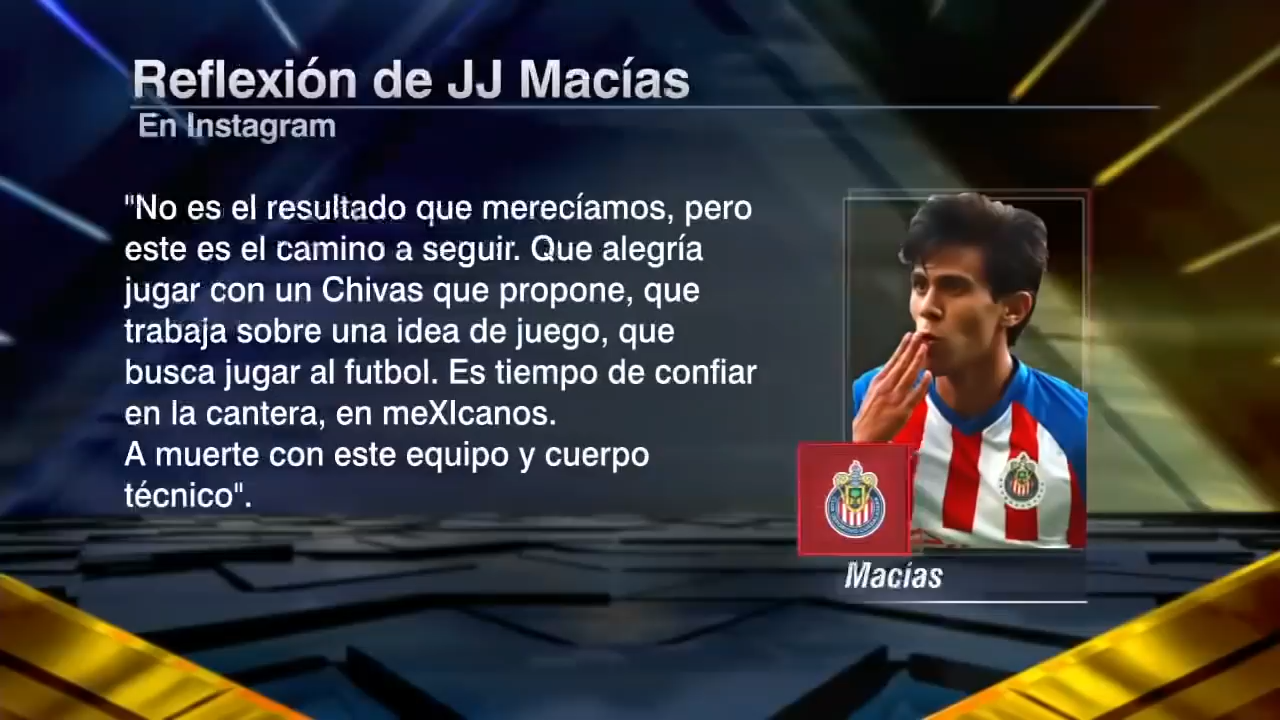 Reflexión de JJ Macías
En Instagram
"No es el resultado que merecíamos, pero
este es el camino a seguir. Que alegría
jugar con un Chivas que propone, que
trabaja sobre una idea de juego, que
busca jugar al futbol. Es tiempo de confiar
en la cantera, en meXIcanos.
A muerte con este equipo y cuerpo
técnico".
Macías